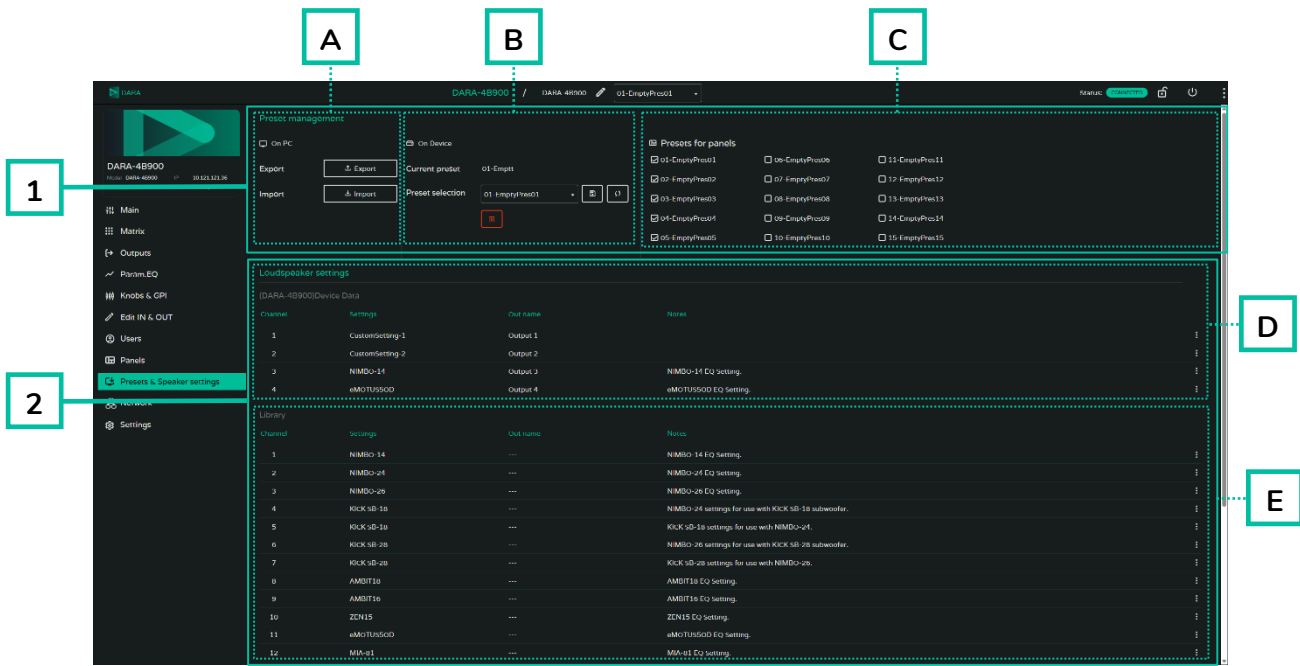 A
B
C
DARA
DARA-4B900 / DARA-4B900 01-EmptyPres01
Status: CONNECTED
1
DARA-4B900
Model DARA-4B900 IP 10.121.121.96
Main
Matrix
Outputs
Param.EQ
Knobs & GPI
Edit IN & OUT
Users
Panels
Presets & Speaker settings
Network
Settings
2
Preset management
On PC
Export Export
Import Import
On Device
Current preset 01-Emptt
Preset selection 01-EmptyPres01
Presets for panels
01-EmptyPres01 06-EmptyPres06 11-EmptyPres11
02-EmptyPres02 07-EmptyPres07 12-EmptyPres12
03-EmptyPres03 08-EmptyPres08 13-EmptyPres13
04-EmptyPres04 09-EmptyPres09 14-EmptyPres14
05-EmptyPres05 10-EmptyPres10 15-EmptyPres15
Loudspeaker settings
(DARA-4B900)Device Data
Channel Settings Out name Notes
1 CustomSetting-1 Output 1
2 CustomSetting-2 Output 2
3 NIMBO-14 Output 3 NIMBO-14 EQ Setting.
4 eMOTUS5OD Output 4 eMOTUS5OD EQ Setting.
D
Library
Channel Settings Out name Notes
1 NIMBO-14 --- NIMBO-14 EQ Setting.
2 NIMBO-24 --- NIMBO-24 EQ Setting.
3 NIMBO-26 --- NIMBO-26 EQ Setting.
4 KICK SB-18 --- NIMBO-24 settings for use with KICK SB-18 subwoofer.
5 KICK SB-18 --- KICK SB-18 settings for use with NIMBO-24.
6 KICK SB-28 --- NIMBO-26 settings for use with KICK SB-28 subwoofer.
7 KICK SB-28 --- KICK SB-28 settings for use with NIMBO-26.
8 AMBIT18 --- AMBIT18 EQ Setting.
9 AMBIT16 --- AMBIT16 EQ Setting.
10 ZEN15 --- ZEN15 EQ Setting.
11 eMOTUS5OD --- eMOTUS5OD EQ Setting.
12 MIA-81 --- MIA-81 EQ Setting.
E